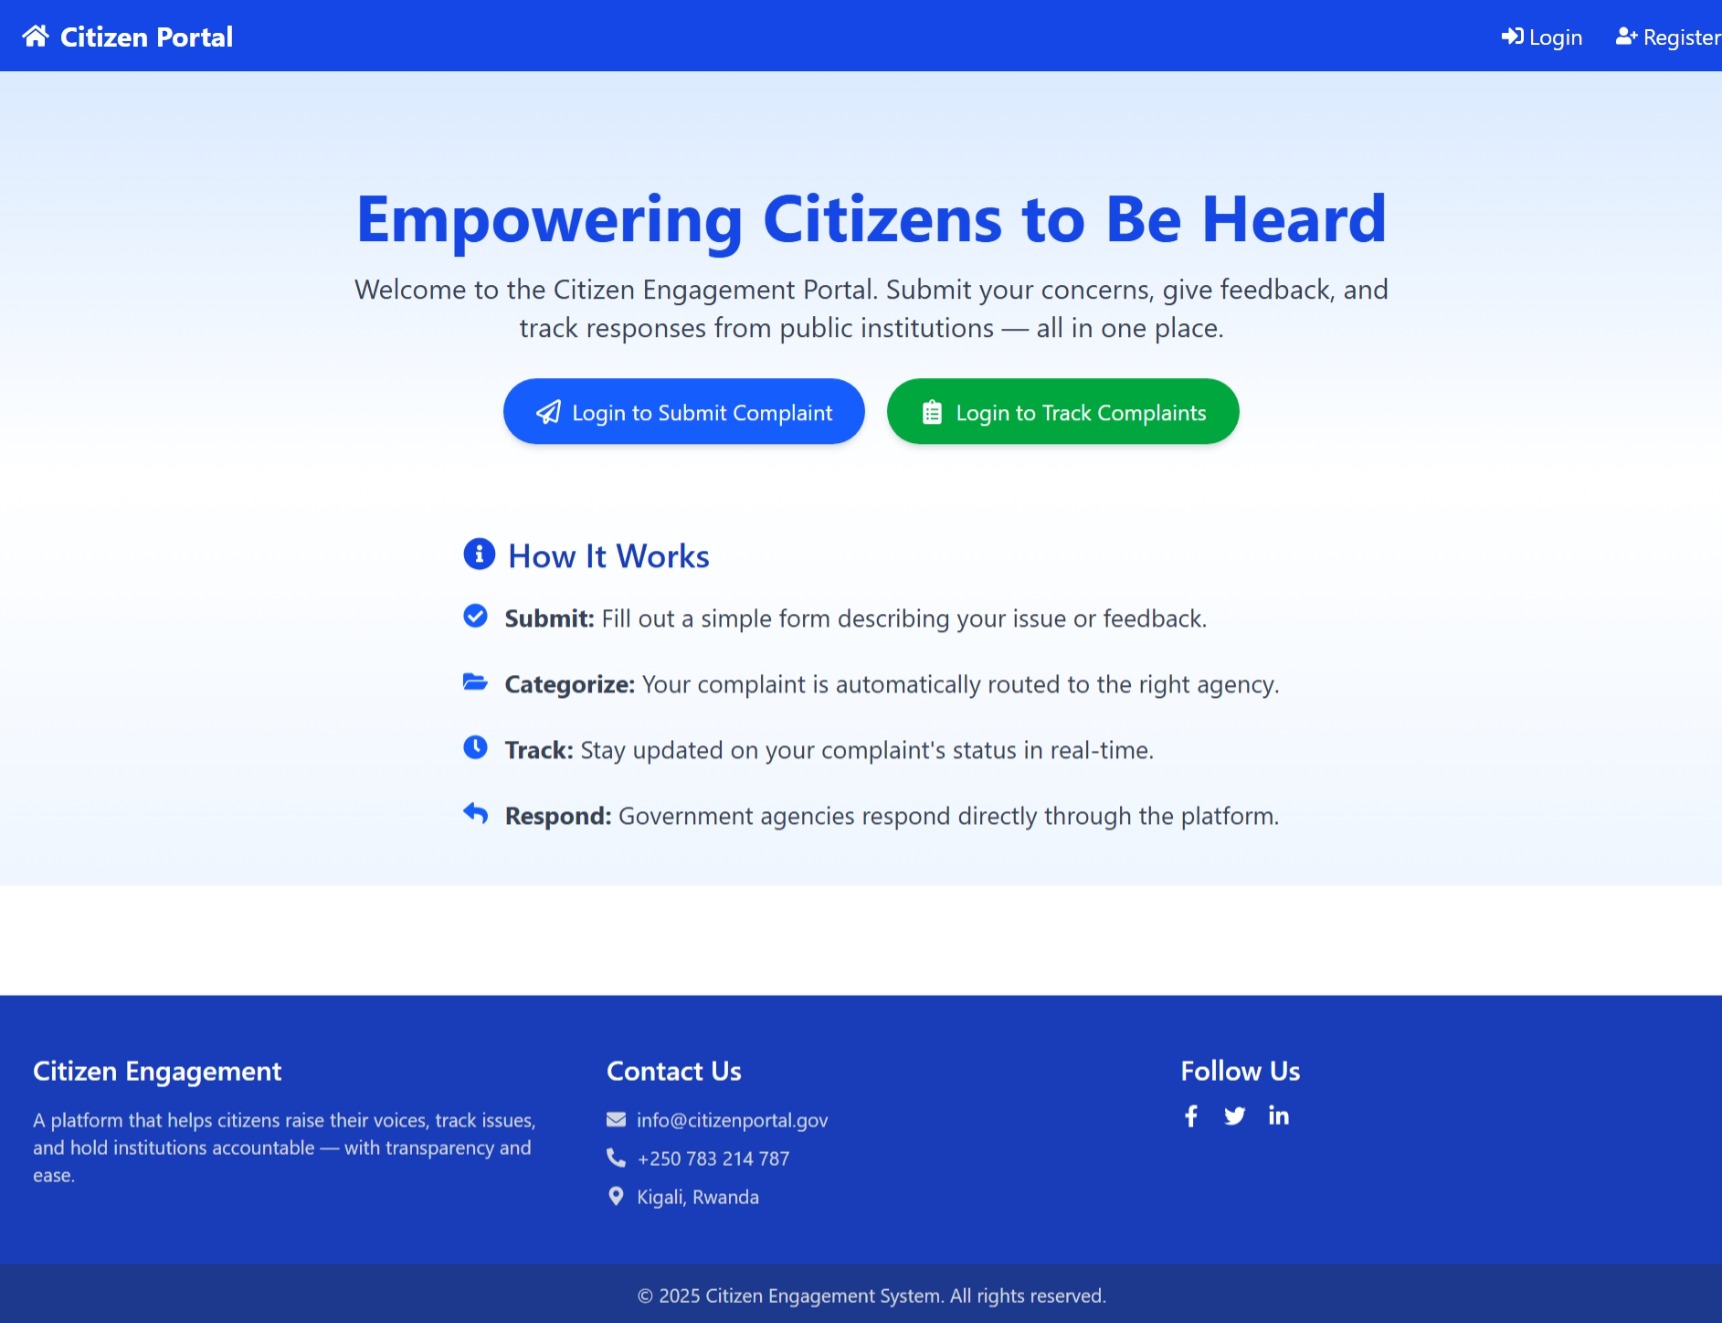 Citizen Portal
Login
Register
Empowering Citizens to Be Heard
Welcome to the Citizen Engagement Portal. Submit your concerns, give feedback, and
track responses from public institutions — all in one place.
Login to Submit Complaint
Login to Track Complaints
How It Works
Submit: Fill out a simple form describing your issue or feedback.
Categorize: Your complaint is automatically routed to the right agency.
Track: Stay updated on your complaint's status in real-time.
Respond: Government agencies respond directly through the platform.
Citizen Engagement
A platform that helps citizens raise their voices, track issues,
and hold institutions accountable — with transparency and
ease.
Contact Us
info@citizenportal.gov
+250 783 214 787
Kigali, Rwanda
Follow Us
© 2025 Citizen Engagement System. All rights reserved.